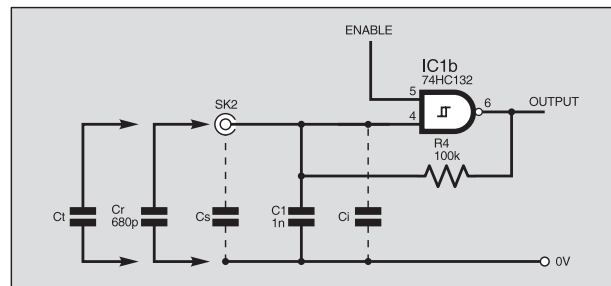 ENABLE
IC1b
74HC132
5
4
6
OUTPUT
SK2
R4
100k
Ct
Cr
680p
Cs
C1
1n
Ci
0V